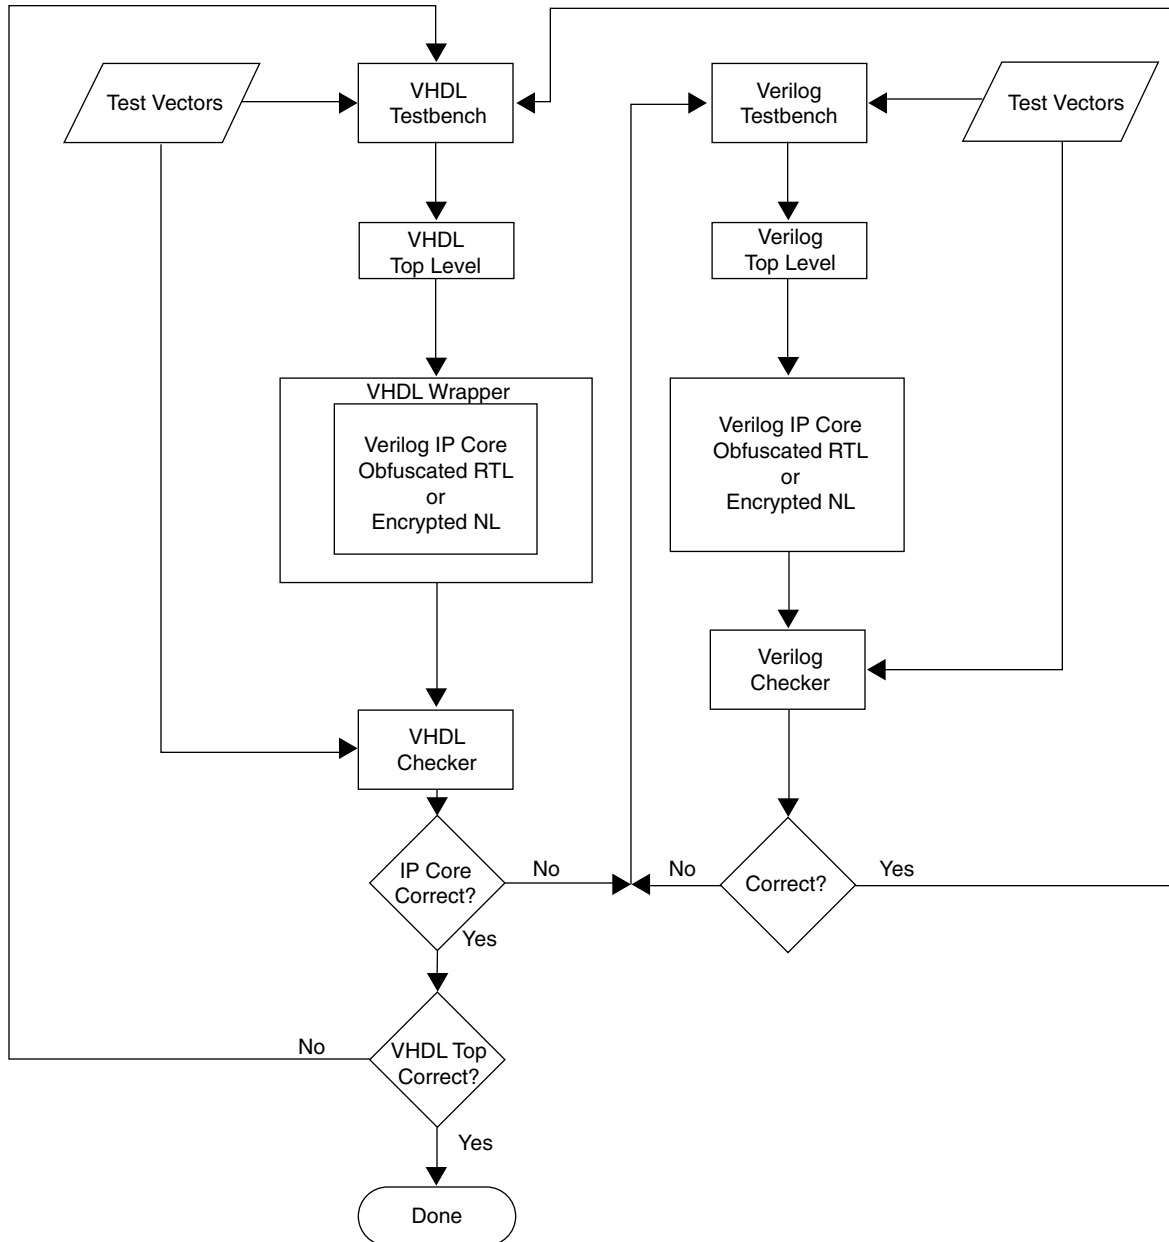 Test Vectors
VHDL
Testbench
Verilog
Testbench
Test Vectors
VHDL
Top Level
Verilog
Top Level
VHDL Wrapper
Verilog IP Core
Obfuscated RTL
or
Encrypted NL
Verilog IP Core
Obfuscated RTL
or
Encrypted NL
Verilog
Checker
VHDL
Checker
IP Core
Correct?
No
No
Correct?
Yes
Yes
No
VHDL Top
Correct?
Yes
Done